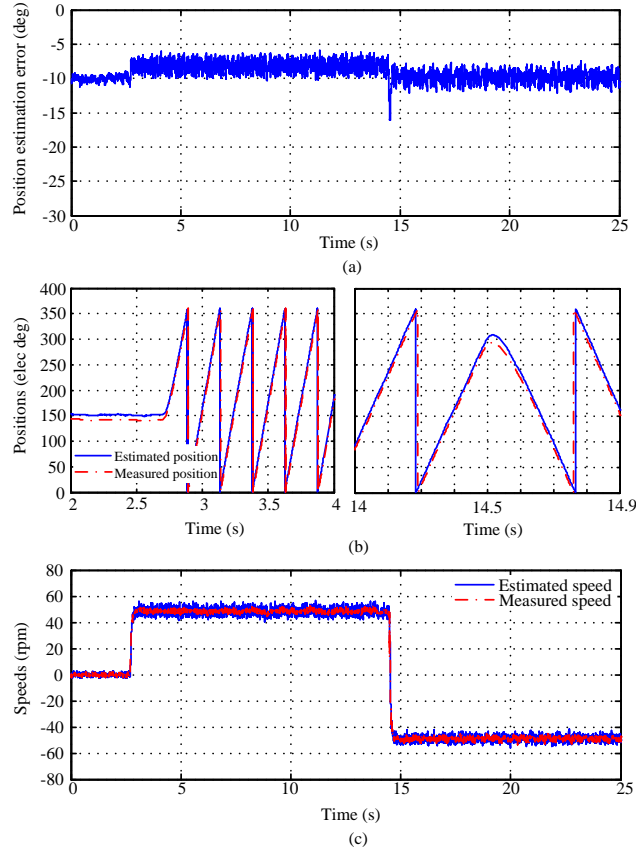 Position estimation error (deg)
0
-5
-10
-15
-20
-25
-30
0 5 10 15 20 25
Time (s)
(a)
Positions (elec deg)
400
350
300
250
200
150
100
50
0
Estimated position
Measured position
2 2.5 3 3.5 4
14 14.5 14.9
Time (s) Time (s)
(b)
Speeds (rpm)
80
60
40
20
0
-20
-40
-60
-80
Estimated speed
Measured speed
0 5 10 15 20 25
Time (s)
(c)